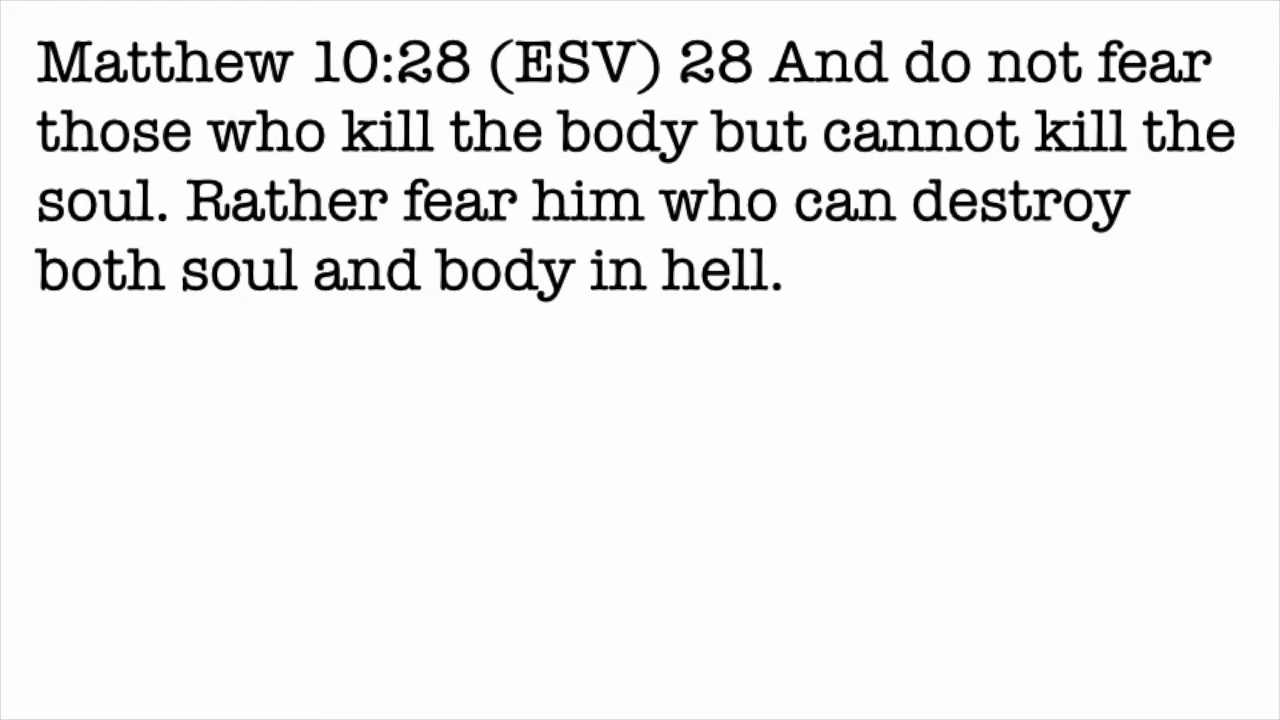 Matthew 10:28 (ESV) 28 And do not fear
those who kill the body but cannot kill the
soul. Rather fear him who can destroy
both soul and body in hell.